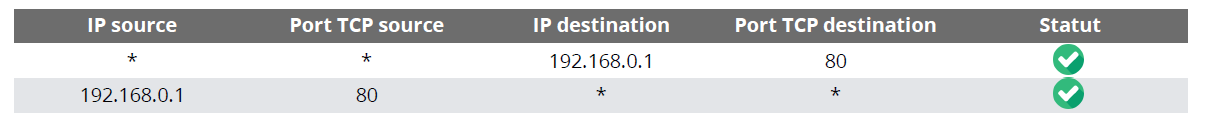 IP source Port TCP source IP destination Port TCP destination Statut
* * 192.168.0.1 80
192.168.0.1 80 * *